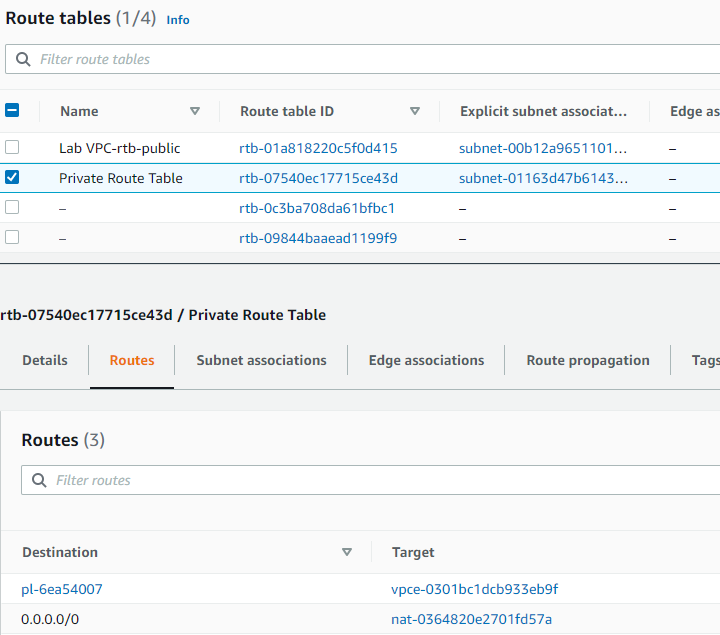 Route tables (1/4) Info
Filter route tables
Name Route table ID Explicit subnet associat... Edge as
Lab VPC-rtb-public rtb-01a818220c5f0d415 subnet-00b12a9651101... –
Private Route Table rtb-07540ec17715ce43d subnet-01163d47b6143... –
– rtb-0c3ba708da61bfbc1 – –
– rtb-09844baaead1199f9 – –
rtb-07540ec17715ce43d / Private Route Table
Details Routes Subnet associations Edge associations Route propagation Tags
Routes (3)
Filter routes
Destination Target
pl-6ea54007 vpce-0301bc1dcb933eb9f
0.0.0.0/0 nat-0364820e2701fd57a